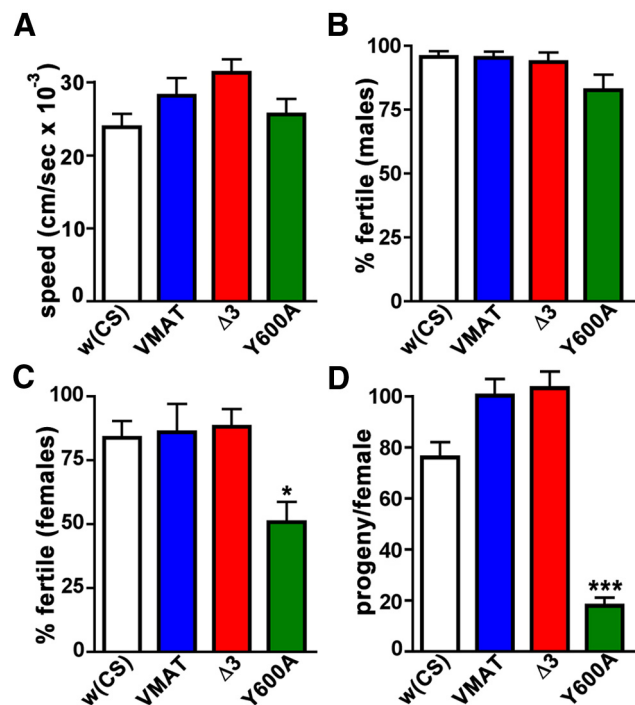 A
speed (cm/sec x 10⁻³)
30
20
10
0
w(CS)
VMAT
Δ3
Y600A
B
% fertile (males)
100
75
50
25
0
w(CS)
VMAT
Δ3
Y600A
C
% fertile (females)
100
75
50
25
0
*
w(CS)
VMAT
Δ3
Y600A
D
progeny/female
100
80
60
40
20
0
***
w(CS)
VMAT
Δ3
Y600A